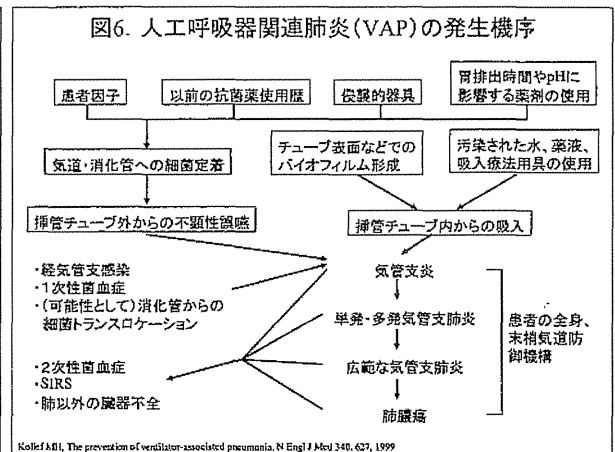 図6. 人工呼吸器関連肺炎(VAP)の発生機序
患者因子
以前の抗菌薬使用歴
侵襲的器具
胃排出時間やpHに
影響する薬剤の使用
気道・消化管への細菌定着
チューブ表面などでの
バイオフィルム形成
汚染された水、薬液、
吸入療法用具の使用
挿管チューブ外からの不顕性誤嚥
挿管チューブ内からの吸入
・経気管支感染
・1次性菌血症
・(可能性として)消化管からの
細菌トランスロケーション
気管支炎
単発・多発気管支肺炎
広範な気管支肺炎
肺膿瘍
患者の全身、
末梢気道防
御機構
・2次性菌血症
・SIRS
・肺以外の臓器不全
Kollef MH, The prevention of ventilator-associated pneumonia. N Engl J Med 340, 627, 1999